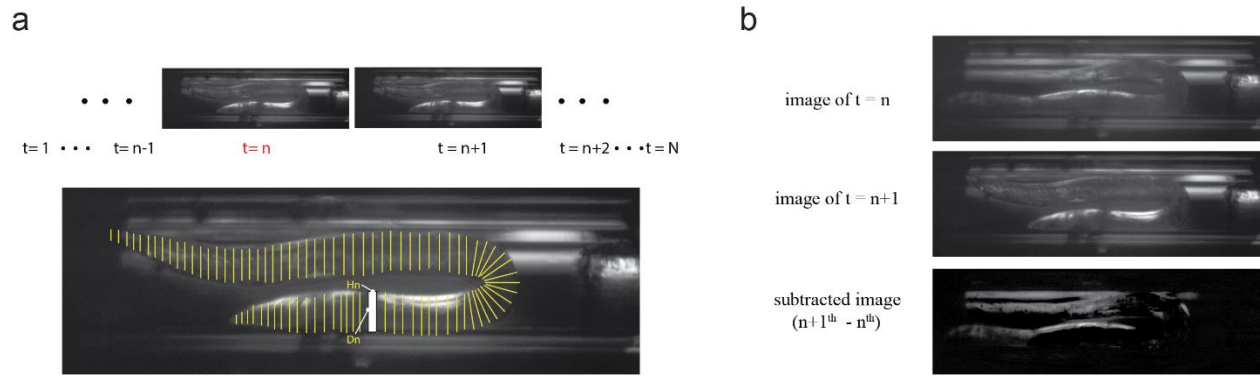 a
t= 1 • • •
t= n-1
t= n
t = n+1
t= n+2 • • • t= N
Hn
Dn
b
image of t = n
image of t = n+1
subtracted image
(n+1th - nth)